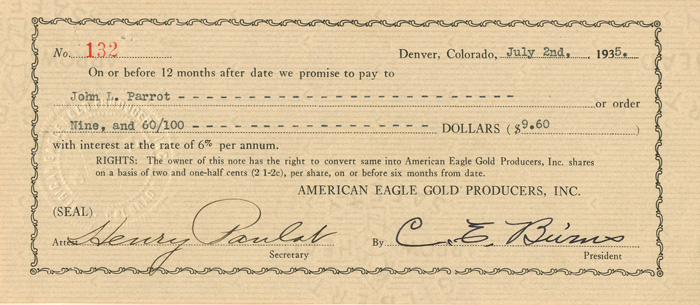 No. 132 Denver, Colorado, July 2nd, 1935.
On or before 12 months after date we promise to pay to
John L. Parrot - - - - - - - - - - - - - - - - - - - - - - - - - - or order
Nine, and 60/100 - - - - - - - - - - - - - - - - - - DOLLARS ($9.60)
with interest at the rate of 6% per annum.
RIGHTS: The owner of this note has the right to convert same into American Eagle Gold Producers, Inc. shares
on a basis of two and one-half cents (2 1-2c), per share, on or before six months from date.
AMERICAN EAGLE GOLD PRODUCERS, INC.
(SEAL)
Attest Henry By C. E. Burns
Secretary President